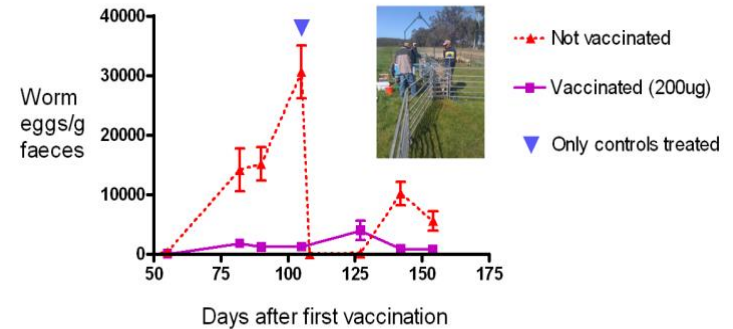 40000
30000
20000
10000
0
Worm
eggs/g
faeces
50
75
100
125
150
175
Days after first vaccination
Not vaccinated
Vaccinated (200ug)
Only controls treated